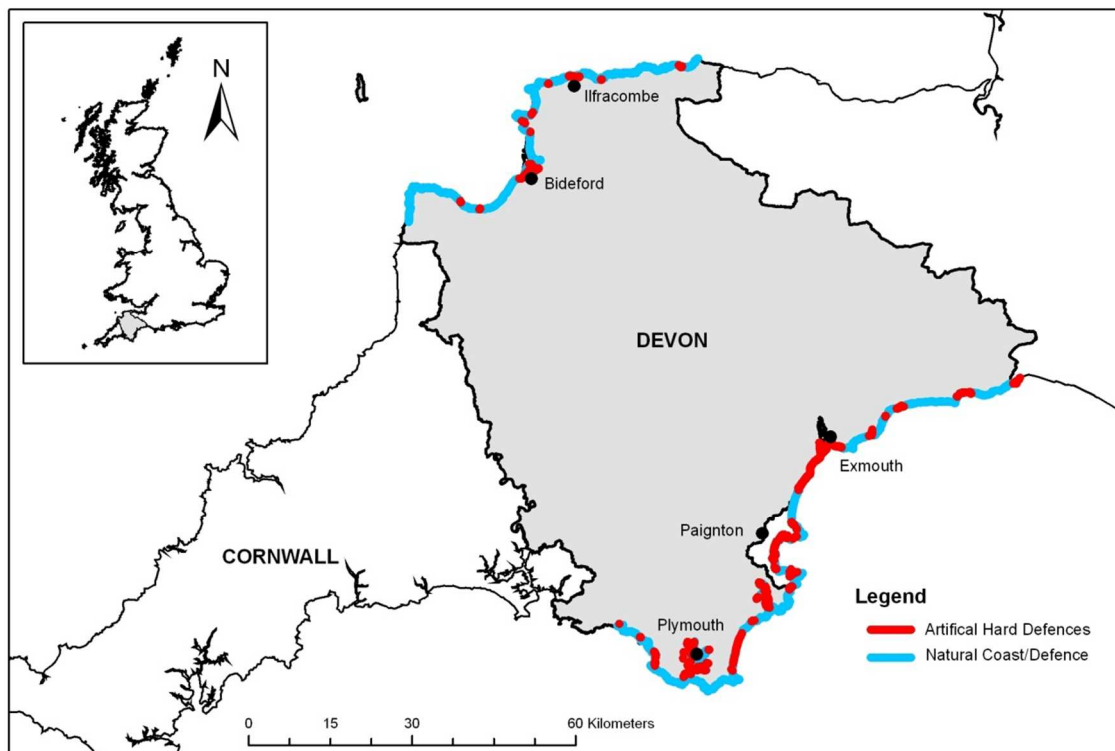 N
Ilfracombe
Bideford
DEVON
Exmouth
Paignton
CORNWALL
Plymouth
Legend
Artifical Hard Defences
Natural Coast/Defence
0 15 30 60 Kilometers